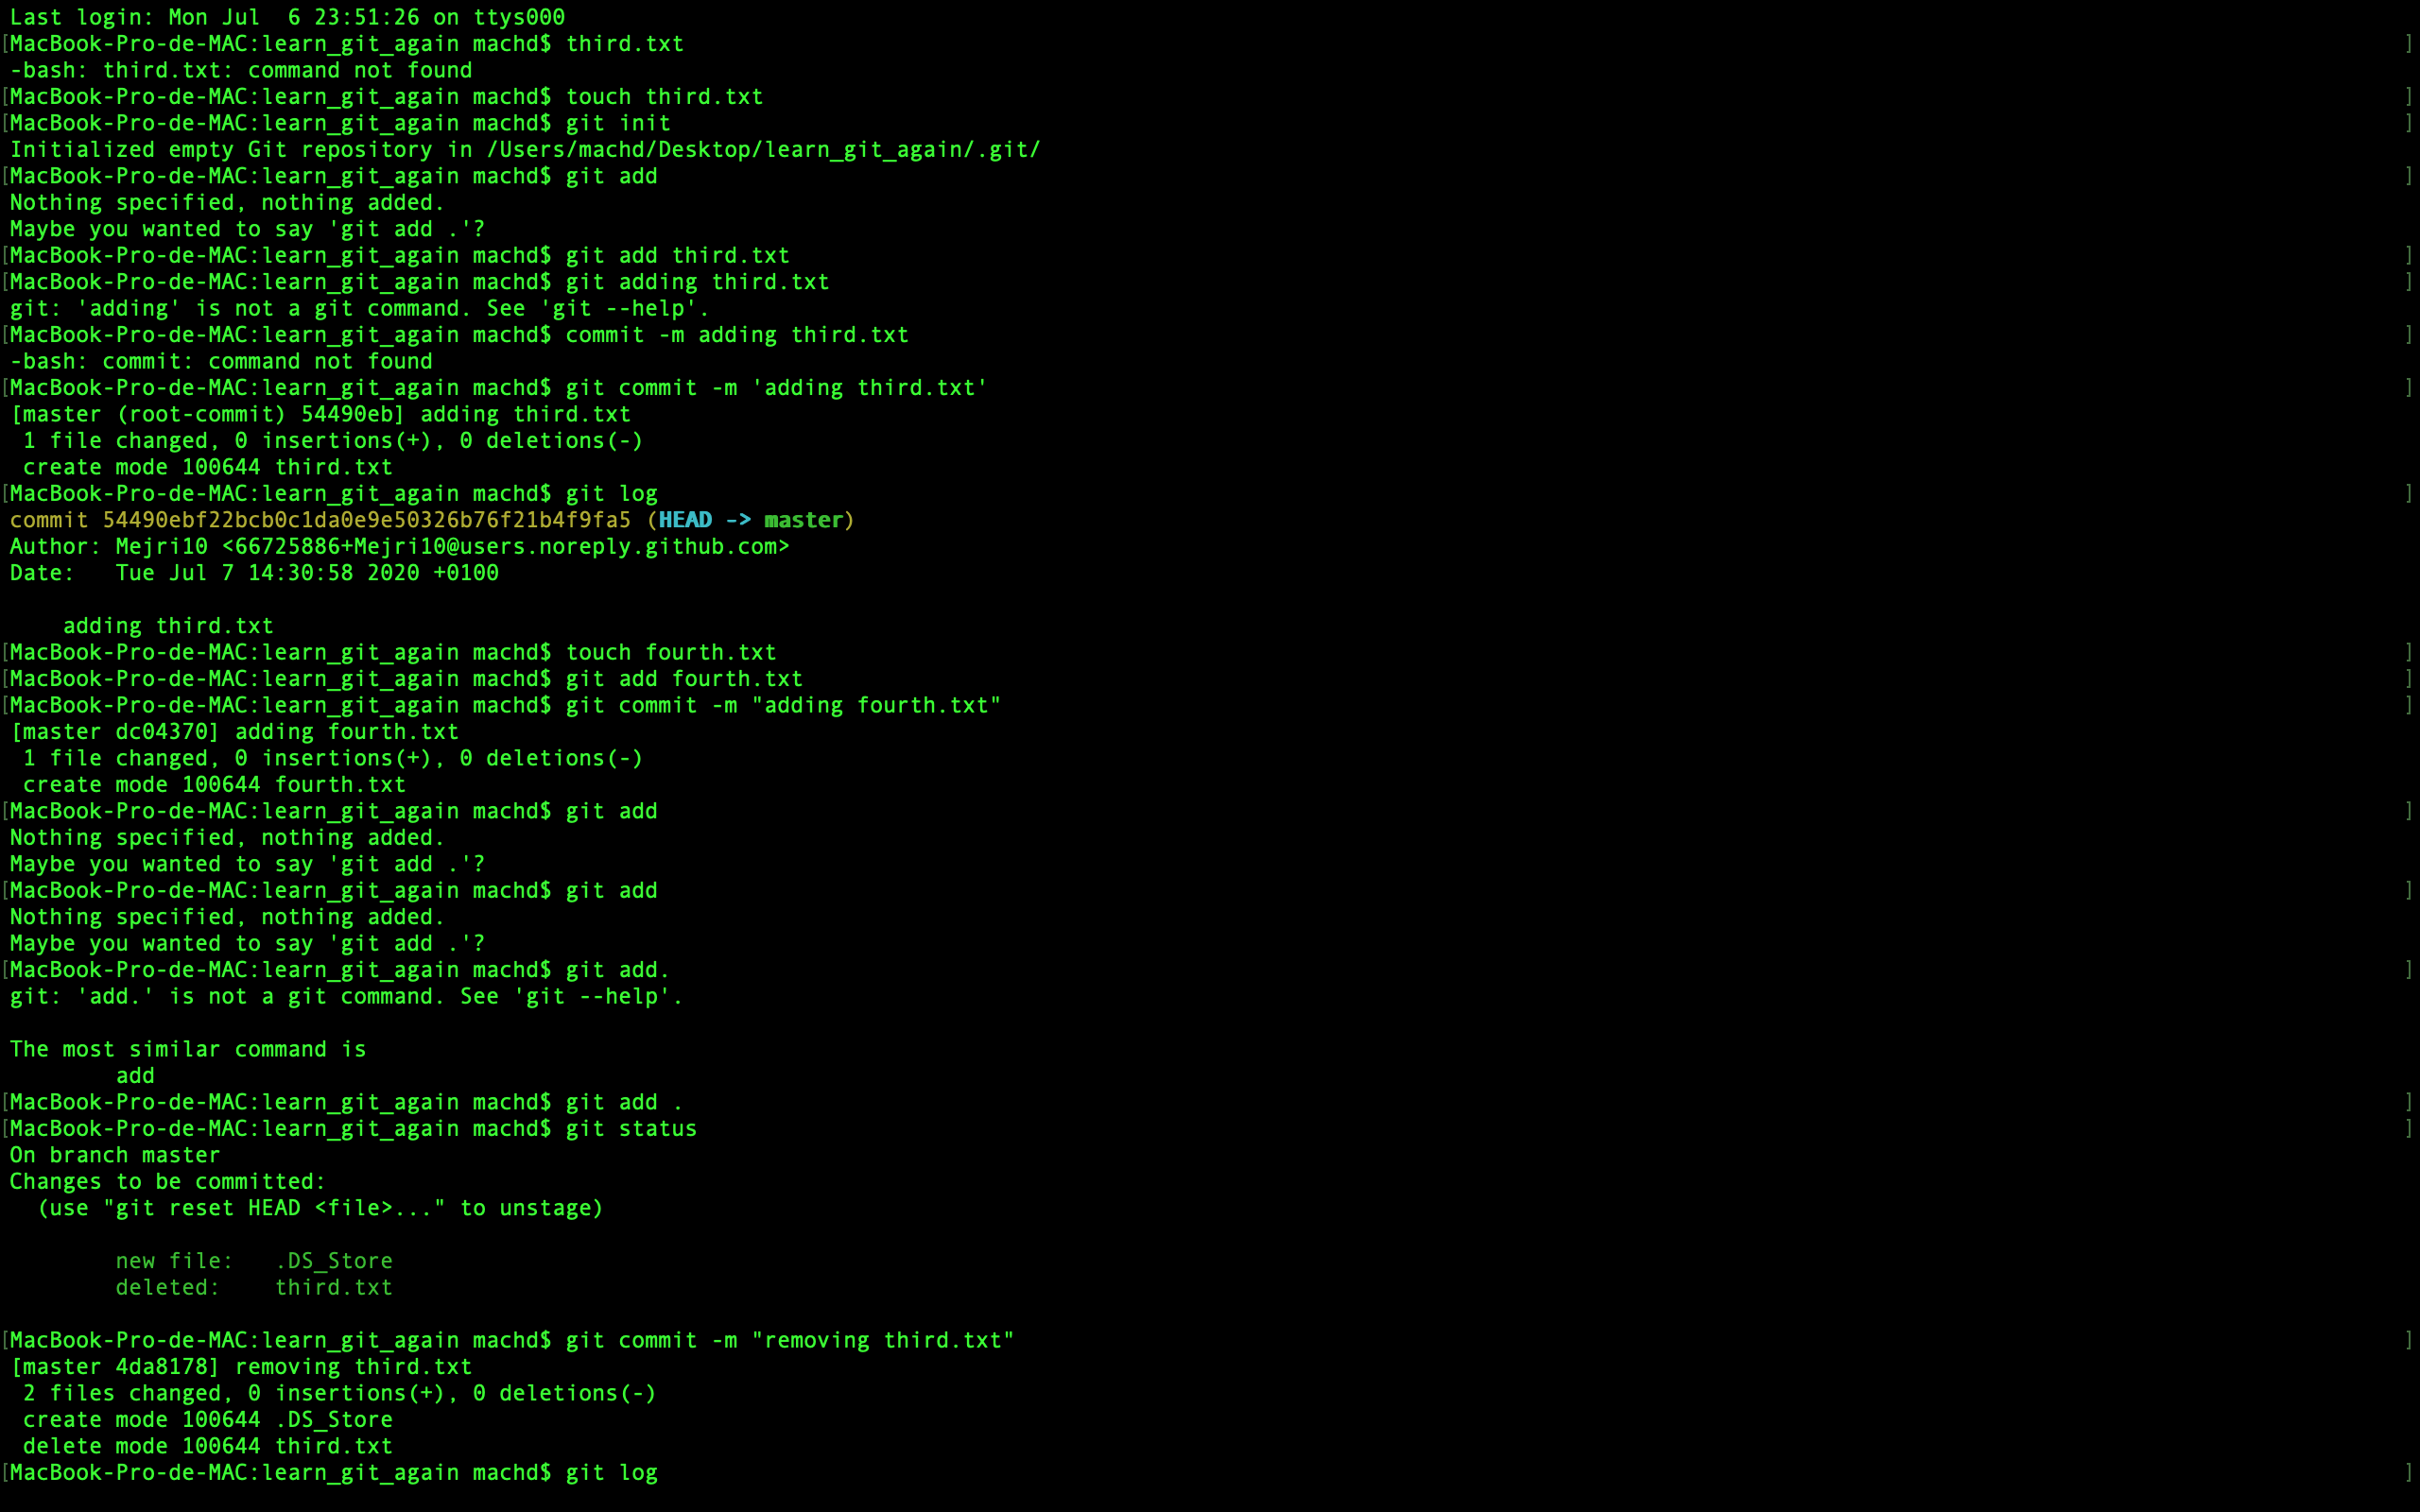 Last login: Mon Jul  6 23:51:26 on ttys000
[MacBook-Pro-de-MAC:learn_git_again machd$ third.txt ]
-bash: third.txt: command not found
[MacBook-Pro-de-MAC:learn_git_again machd$ touch third.txt ]
[MacBook-Pro-de-MAC:learn_git_again machd$ git init ]
Initialized empty Git repository in /Users/machd/Desktop/learn_git_again/.git/
[MacBook-Pro-de-MAC:learn_git_again machd$ git add ]
Nothing specified, nothing added.
Maybe you wanted to say 'git add .'?
[MacBook-Pro-de-MAC:learn_git_again machd$ git add third.txt ]
[MacBook-Pro-de-MAC:learn_git_again machd$ git adding third.txt ]
git: 'adding' is not a git command. See 'git --help'.
[MacBook-Pro-de-MAC:learn_git_again machd$ commit -m adding third.txt ]
-bash: commit: command not found
[MacBook-Pro-de-MAC:learn_git_again machd$ git commit -m 'adding third.txt' ]
[master (root-commit) 54490eb] adding third.txt
 1 file changed, 0 insertions(+), 0 deletions(-)
 create mode 100644 third.txt
[MacBook-Pro-de-MAC:learn_git_again machd$ git log ]
commit 54490ebf22bcb0c1da0e9e50326b76f21b4f9fa5 (HEAD -> master)
Author: Mejri10 <66725886+Mejri10@users.noreply.github.com>
Date:   Tue Jul 7 14:30:58 2020 +0100

    adding third.txt
[MacBook-Pro-de-MAC:learn_git_again machd$ touch fourth.txt ]
[MacBook-Pro-de-MAC:learn_git_again machd$ git add fourth.txt ]
[MacBook-Pro-de-MAC:learn_git_again machd$ git commit -m "adding fourth.txt" ]
[master dc04370] adding fourth.txt
 1 file changed, 0 insertions(+), 0 deletions(-)
 create mode 100644 fourth.txt
[MacBook-Pro-de-MAC:learn_git_again machd$ git add ]
Nothing specified, nothing added.
Maybe you wanted to say 'git add .'?
[MacBook-Pro-de-MAC:learn_git_again machd$ git add ]
Nothing specified, nothing added.
Maybe you wanted to say 'git add .'?
[MacBook-Pro-de-MAC:learn_git_again machd$ git add. ]
git: 'add.' is not a git command. See 'git --help'.

The most similar command is
        add
[MacBook-Pro-de-MAC:learn_git_again machd$ git add . ]
[MacBook-Pro-de-MAC:learn_git_again machd$ git status ]
On branch master
Changes to be committed:
  (use "git reset HEAD <file>..." to unstage)

        new file:   .DS_Store
        deleted:    third.txt

[MacBook-Pro-de-MAC:learn_git_again machd$ git commit -m "removing third.txt" ]
[master 4da8178] removing third.txt
 2 files changed, 0 insertions(+), 0 deletions(-)
 create mode 100644 .DS_Store
 delete mode 100644 third.txt
[MacBook-Pro-de-MAC:learn_git_again machd$ git log ]